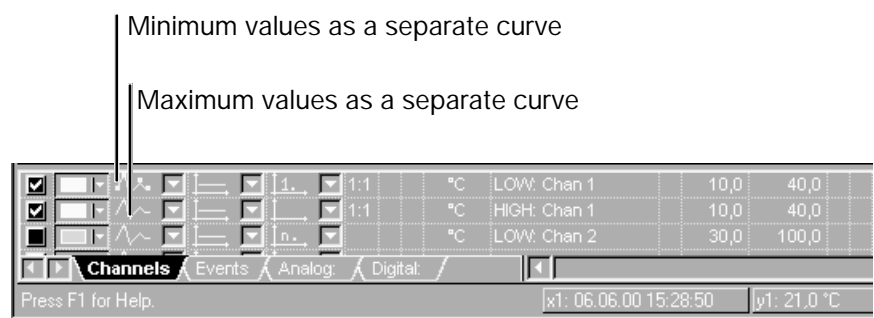 Minimum values as a separate curve
Maximum values as a separate curve
1. 1:1 °C LOW: Chan 1 10,0 40,0
1:1 °C HIGH: Chan 1 10,0 40,0
n.. °C LOW: Chan 2 30,0 100,0
Channels Events Analog: Digital:
Press F1 for Help. x1: 06.06.00 15:28:50 y1: 21,0 °C